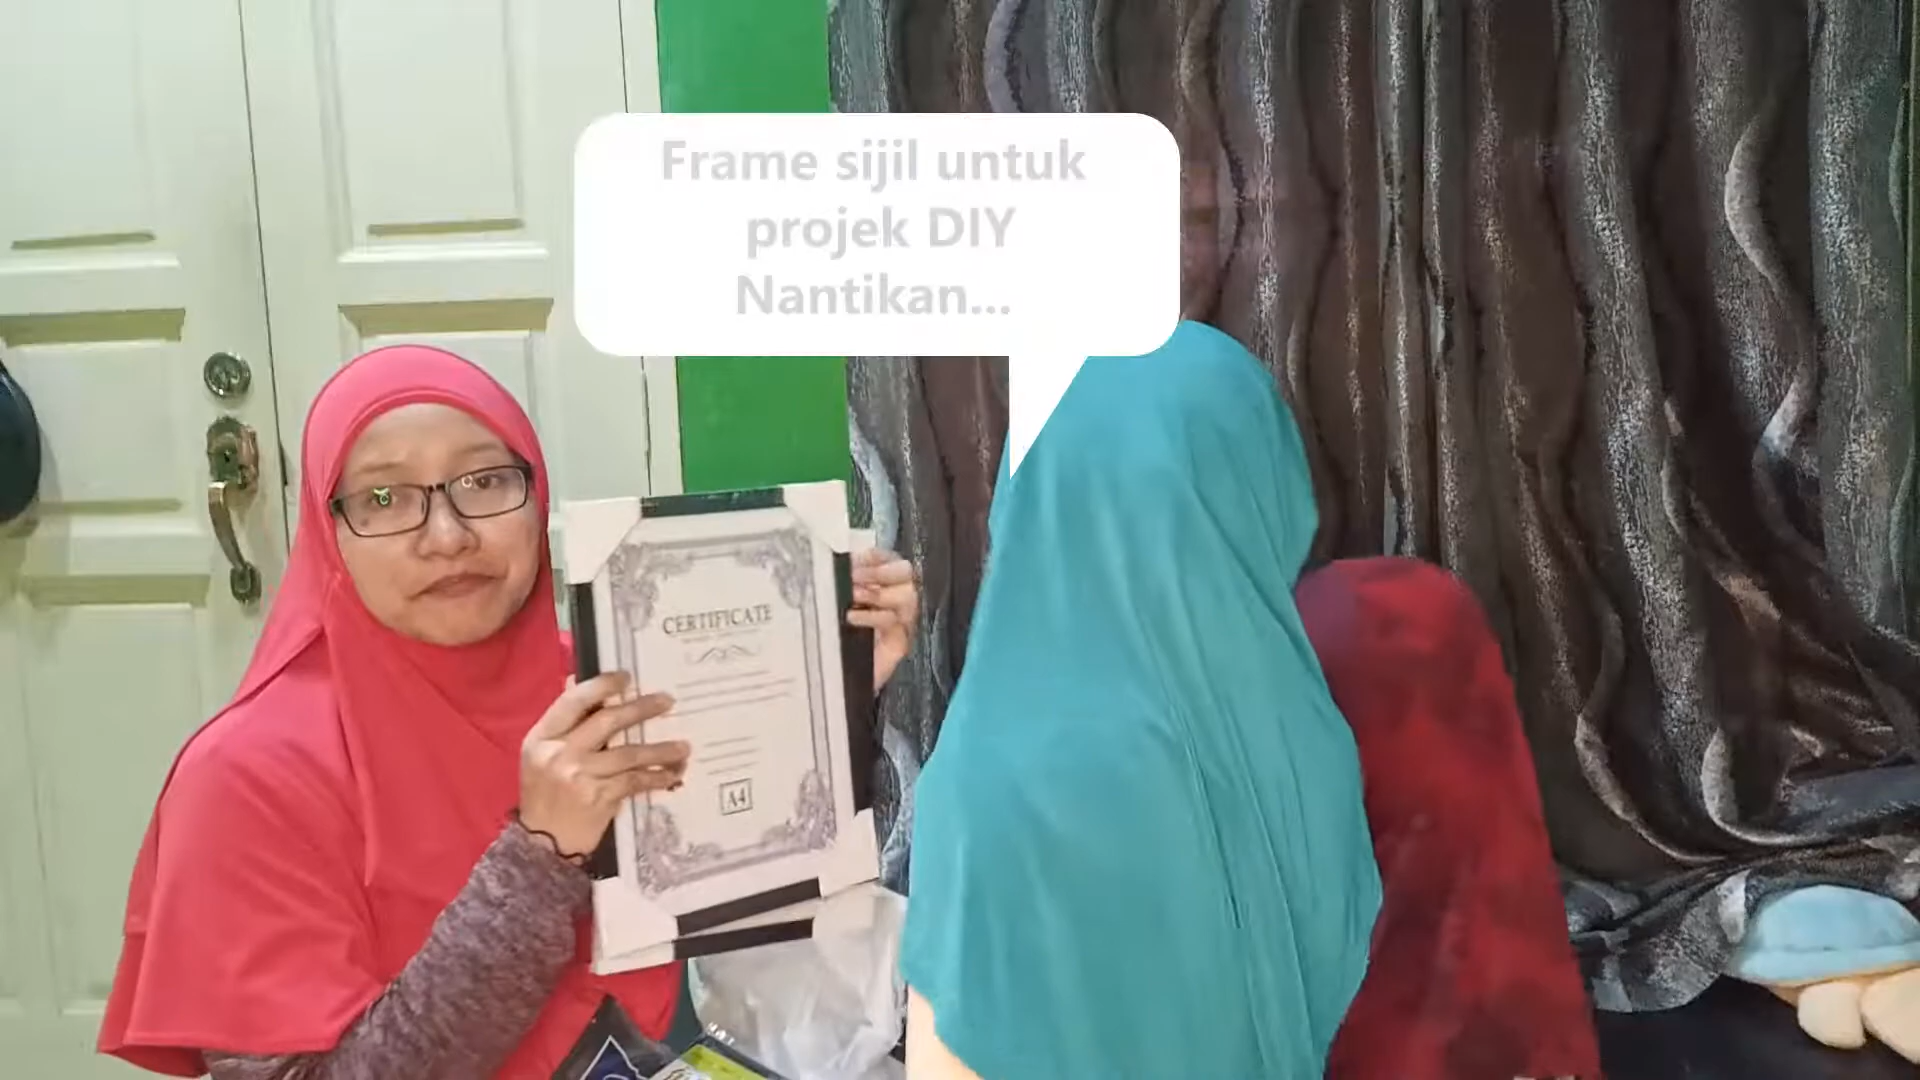 Frame sijil untuk
projek DIY
Nantikan...
CERTIFICATE
A4